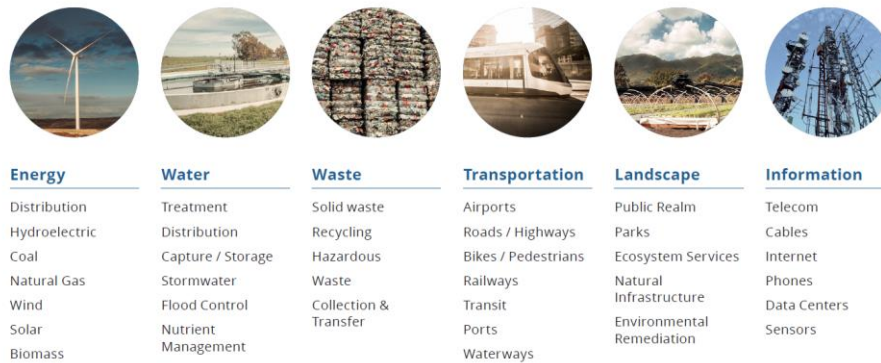 Energy
Distribution
Hydroelectric
Coal
Natural Gas
Wind
Solar
Biomass
Water
Treatment
Distribution
Capture / Storage
Stormwater
Flood Control
Nutrient
Management
Waste
Solid waste
Recycling
Hazardous
Waste
Collection &
Transfer
Transportation
Airports
Roads / Highways
Bikes / Pedestrians
Railways
Transit
Ports
Waterways
Landscape
Public Realm
Parks
Ecosystem Services
Natural
Infrastructure
Environmental
Remediation
Information
Telecom
Cables
Internet
Phones
Data Centers
Sensors